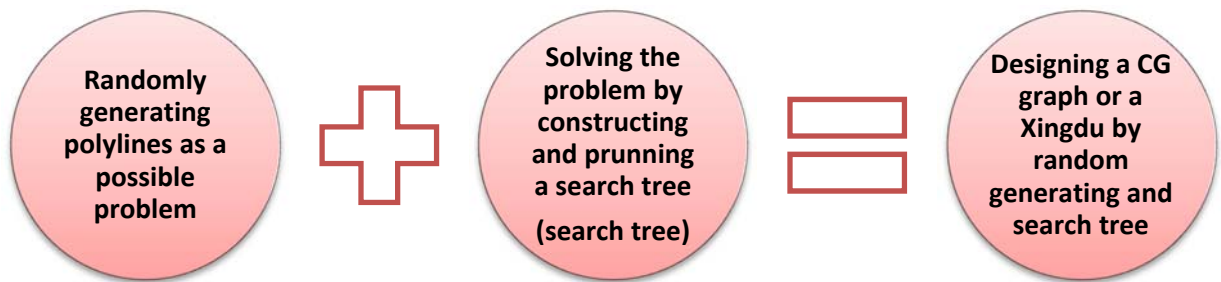 Randomly
generating
polylines as a
possible
problem
Solving the
problem by
constructing
and prunning
a search tree
(search tree)
Designing a CG
graph or a
Xingdu by
random
generating and
search tree